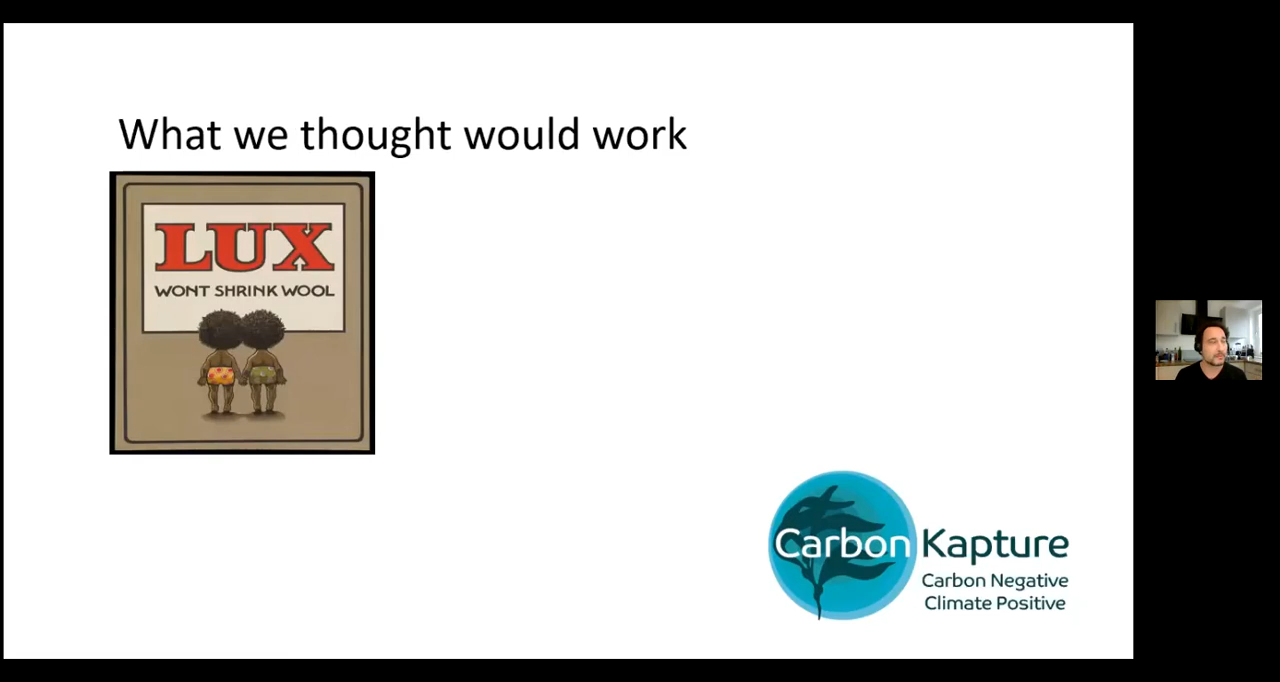 What we thought would work
LUX
WONT SHRINK WOOL
Carbon Kapture
Carbon Negative
Climate Positive